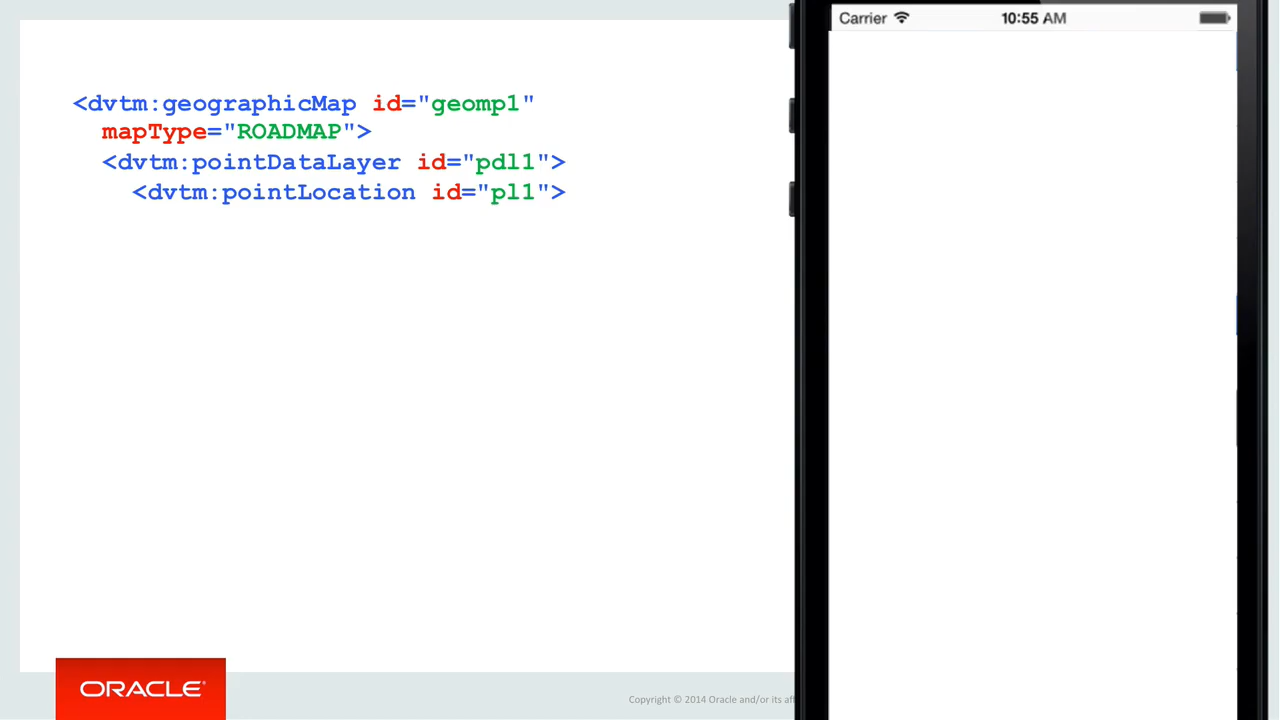 Carrier 10:55 AM
<dvtm:geographicMap id="geomp1"
mapType="ROADMAP">
<dvtm:pointDataLayer id="pdl1">
<dvtm:pointLocation id="pl1">
ORACLE
Copyright © 2014 Oracle and/or its